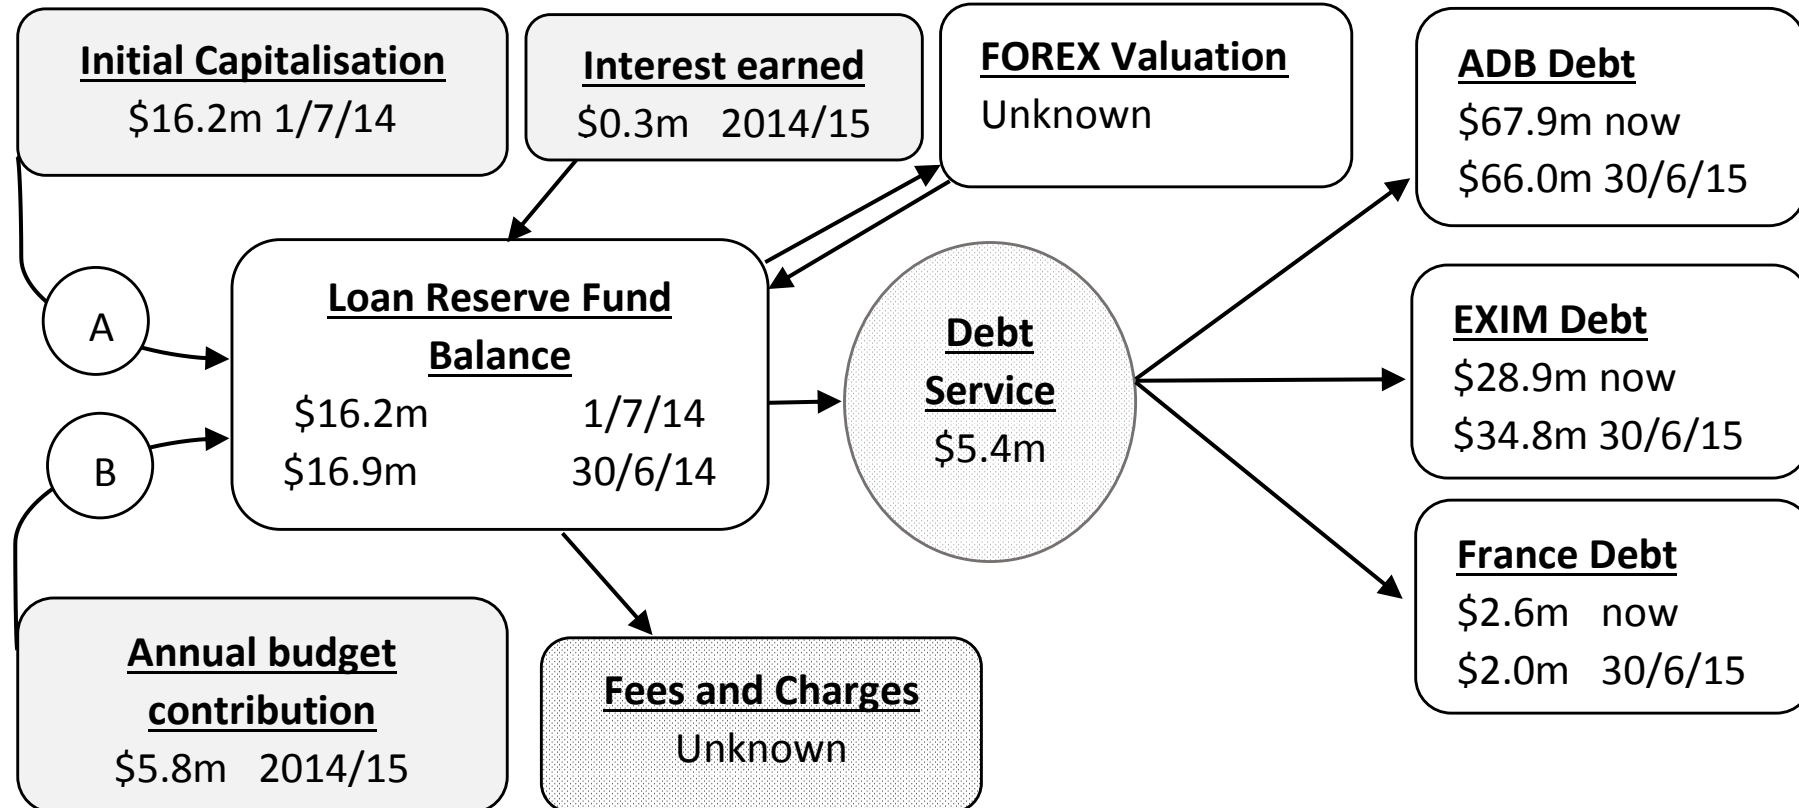 Initial Capitalisation
$16.2m 1/7/14
Interest earned
$0.3m 2014/15
FOREX Valuation
Unknown
ADB Debt
$67.9m now
$66.0m 30/6/15
A
Loan Reserve Fund
Balance
$16.2m 1/7/14
$16.9m 30/6/14
B
Debt
Service
$5.4m
EXIM Debt
$28.9m now
$34.8m 30/6/15
France Debt
$2.6m now
$2.0m 30/6/15
Annual budget
contribution
$5.8m 2014/15
Fees and Charges
Unknown